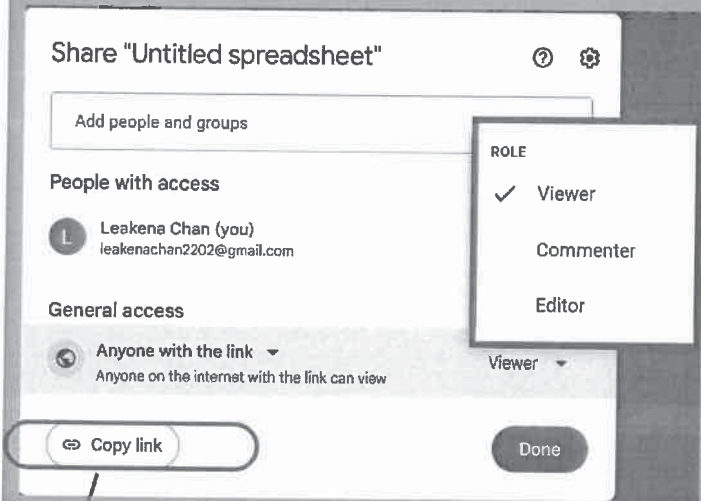 Share "Untitled spreadsheet"
Add people and groups
People with access
L
Leakena Chan (you)
leakenachan2202@gmail.com
General access
Anyone with the link
Anyone on the internet with the link can view
Viewer
Copy link
Done
ROLE
Viewer
Commenter
Editor